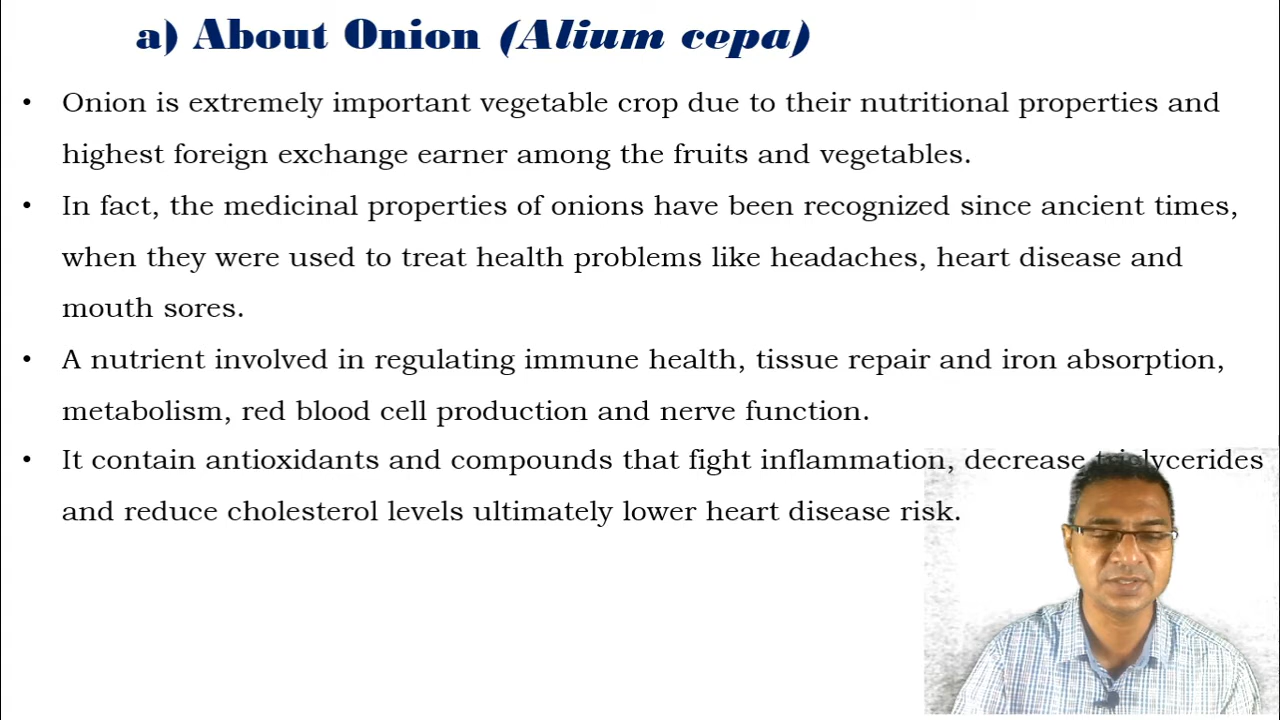 a) About Onion (Alium cepa)
• Onion is extremely important vegetable crop due to their nutritional properties and
highest foreign exchange earner among the fruits and vegetables.
• In fact, the medicinal properties of onions have been recognized since ancient times,
when they were used to treat health problems like headaches, heart disease and
mouth sores.
• A nutrient involved in regulating immune health, tissue repair and iron absorption,
metabolism, red blood cell production and nerve function.
• It contain antioxidants and compounds that fight inflammation, decrease triglycerides
and reduce cholesterol levels ultimately lower heart disease risk.